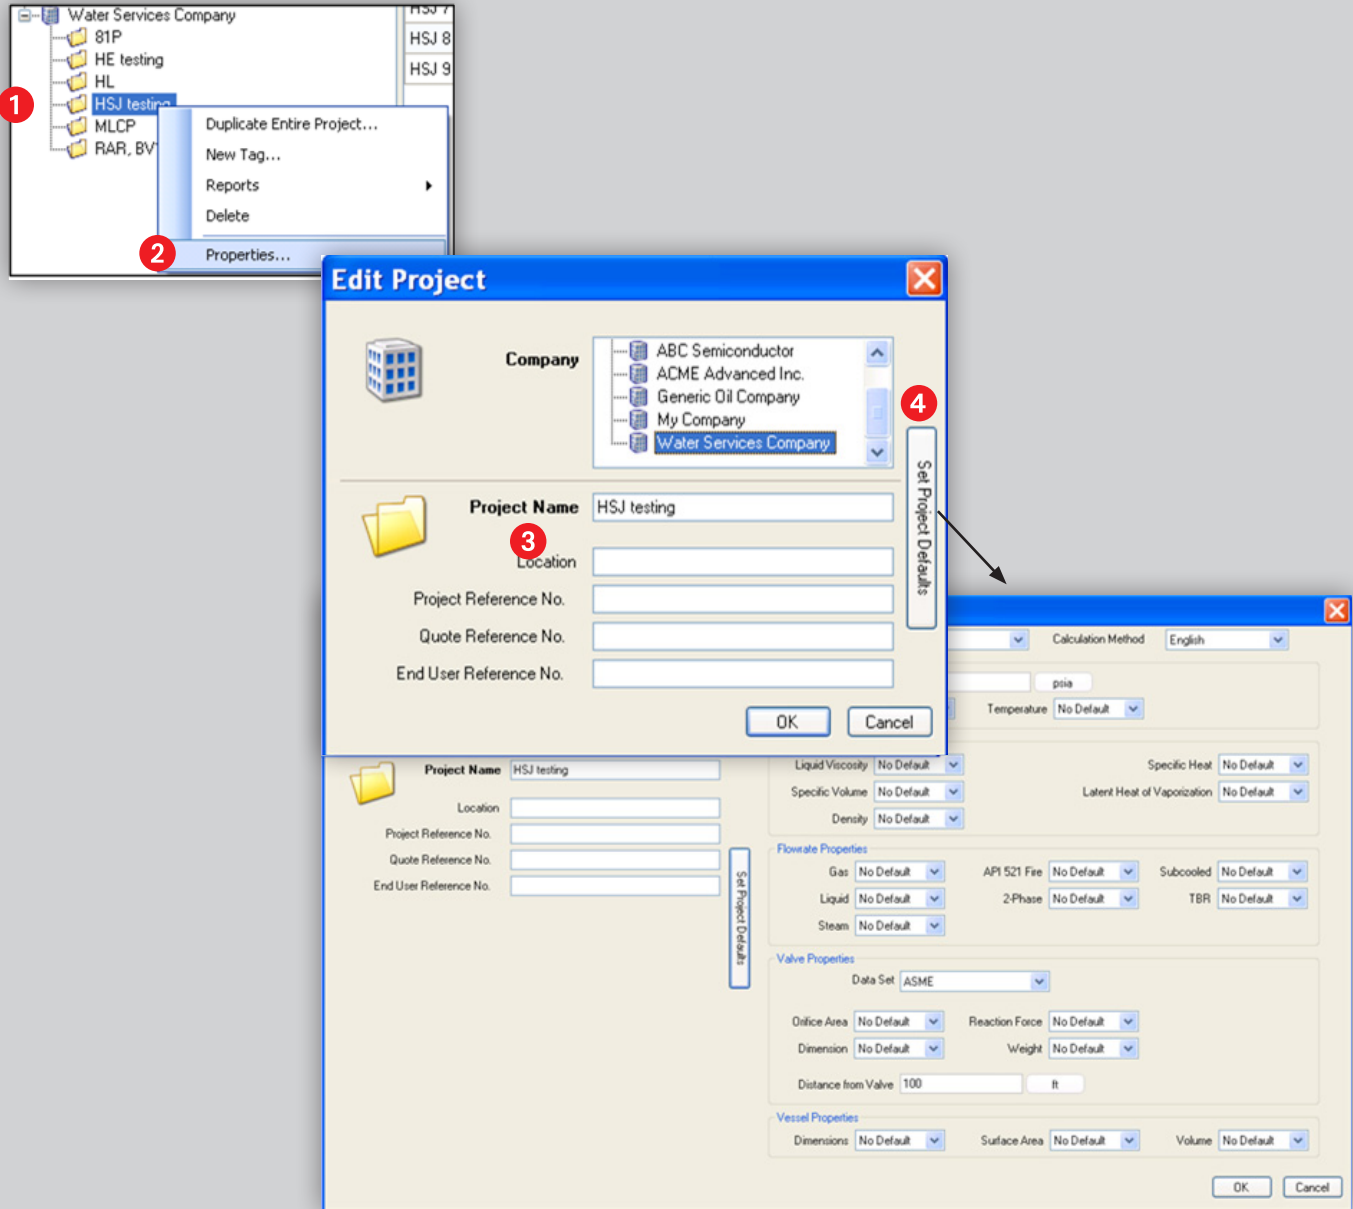 Water Services Company
HSJ 7
81P
HSJ 8
HE testing
HSJ 9
HL
1
HSJ testing
MLCP
RAR, BV
Duplicate Entire Project...
New Tag...
Reports
Delete
2
Properties...
Edit Project
Company
ABC Semiconductor
ACME Advanced Inc.
Generic Oil Company
My Company
Water Services Company
4
Set Project Defaults
Project Name HSJ testing
3
Location
Project Reference No.
Quote Reference No.
End User Reference No.
OK Cancel
Calculation Method English
psia
Temperature No Default
Project Name HSJ testing
Location
Project Reference No.
Quote Reference No.
End User Reference No.
Set Project Defaults
Liquid Viscosity No Default Specific Heat No Default
Specific Volume No Default Latent Heat of Vaporization No Default
Density No Default
Flowrate Properties
Gas No Default API 521 Fire No Default Subcooled No Default
Liquid No Default 2-Phase No Default TBR No Default
Steam No Default
Valve Properties
Data Set ASME
Orifice Area No Default Reaction Force No Default
Dimension No Default Weight No Default
Distance from Valve 100 ft
Vessel Properties
Dimensions No Default Surface Area No Default Volume No Default
OK Cancel